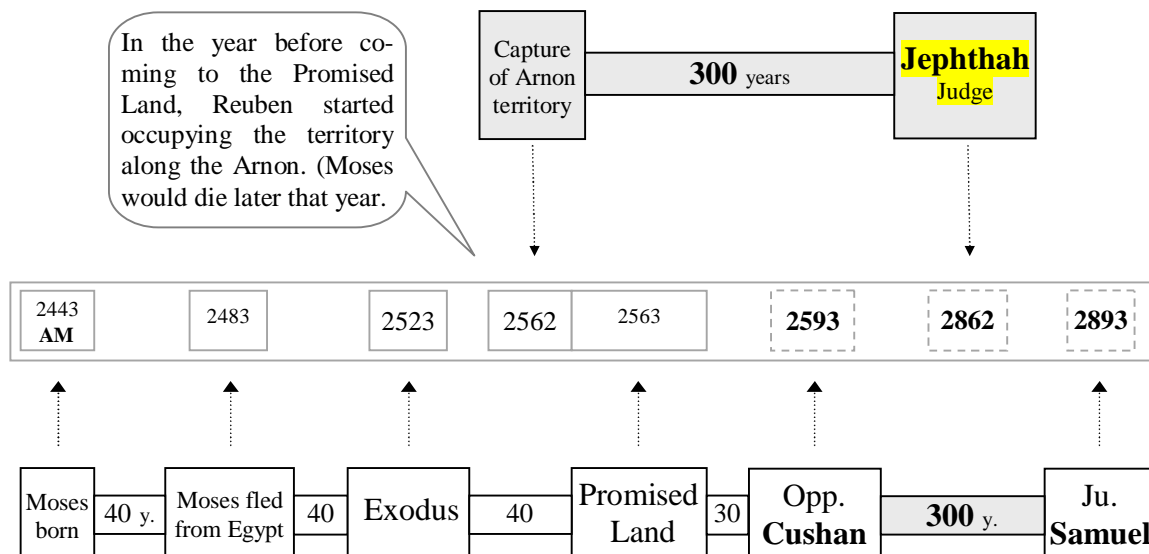 In the year before co-
ming to the Promised
Land, Reuben started
occupying the territory
along the Arnon. (Moses
would die later that year.
Capture
of Arnon
territory
300 years
Jephthah
Judge
2443
AM
2483
2523
2562
2563
2593
2862
2893
Moses
born
40 y.
Moses fled
from Egypt
40
Exodus
40
Promised
Land
30
Opp.
Cushan
300 y.
Ju.
Samuel